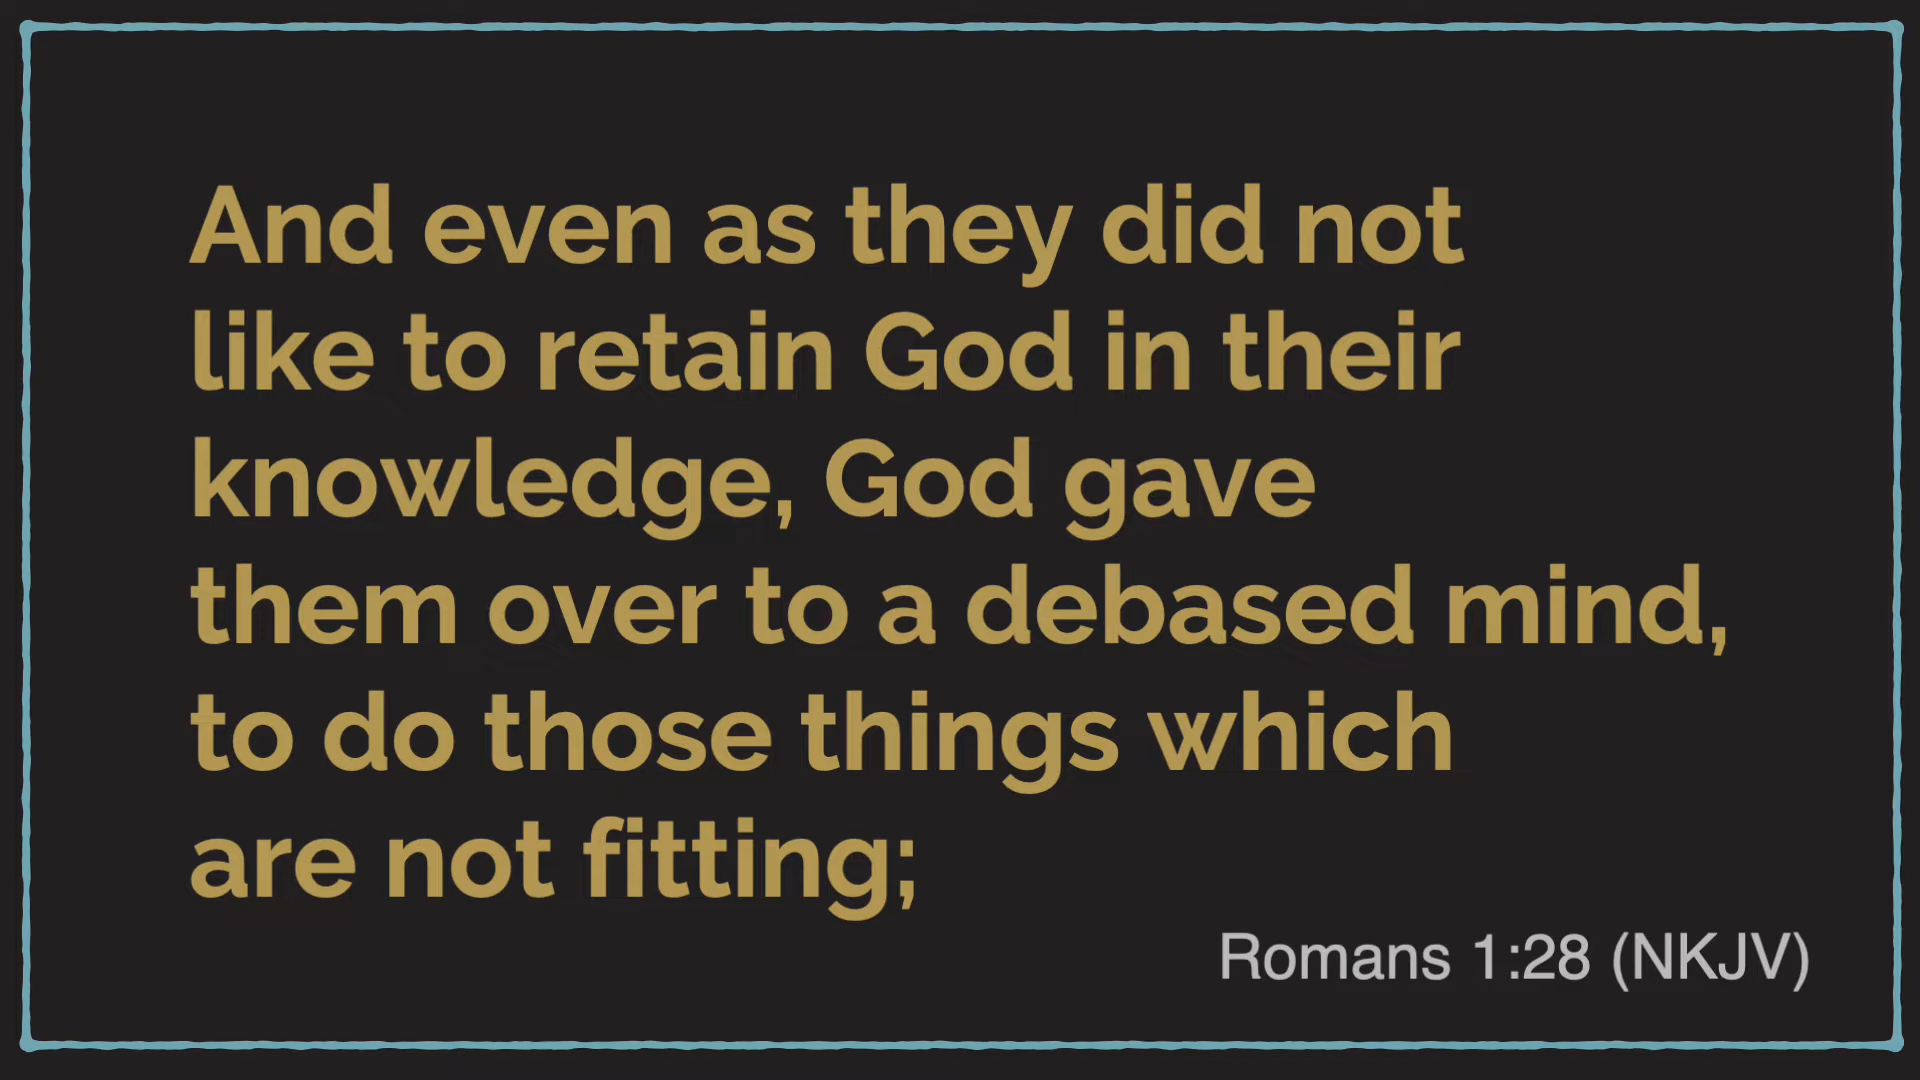 And even as they did not
like to retain God in their
knowledge, God gave
them over to a debased mind,
to do those things which
are not fitting;
Romans 1:28 (NKJV)